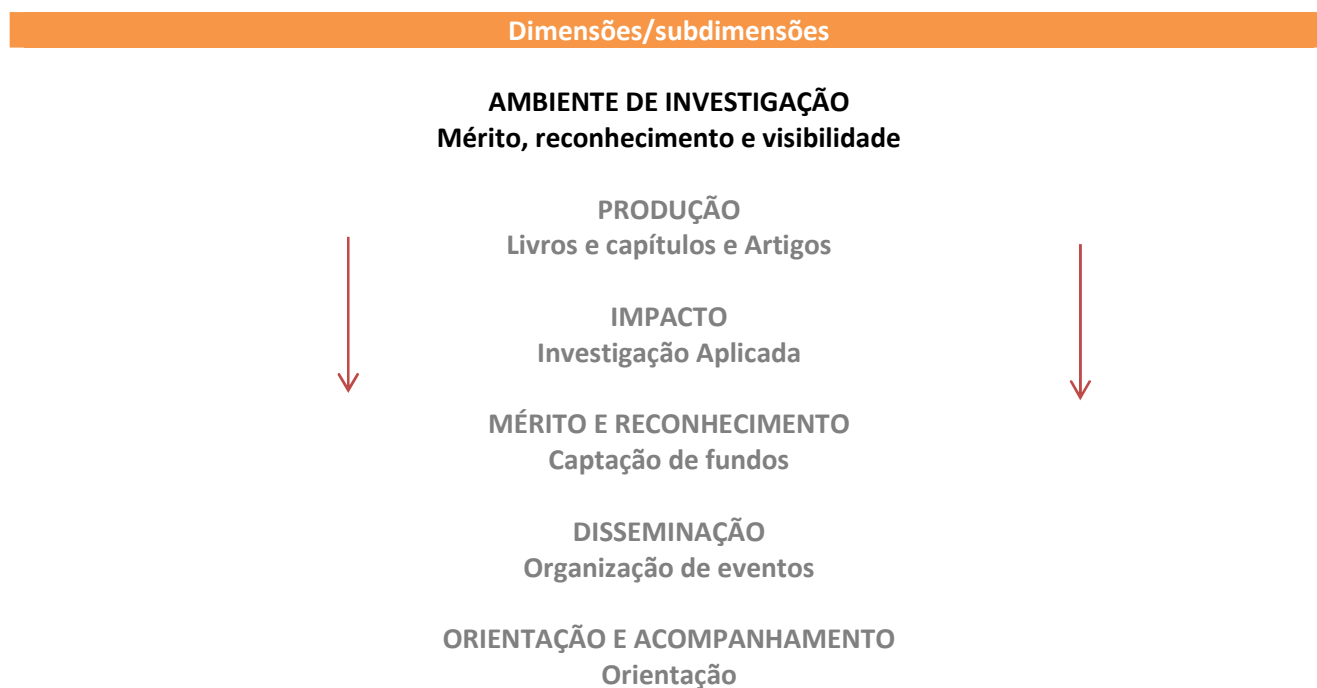 Dimensões/subdimensões
AMBIENTE DE INVESTIGAÇÃO
Mérito, reconhecimento e visibilidade
PRODUÇÃO
Livros e capítulos e Artigos
IMPACTO
Investigação Aplicada
MÉRITO E RECONHECIMENTO
Captação de fundos
DISSEMINAÇÃO
Organização de eventos
ORIENTAÇÃO E ACOMPANHAMENTO
Orientação